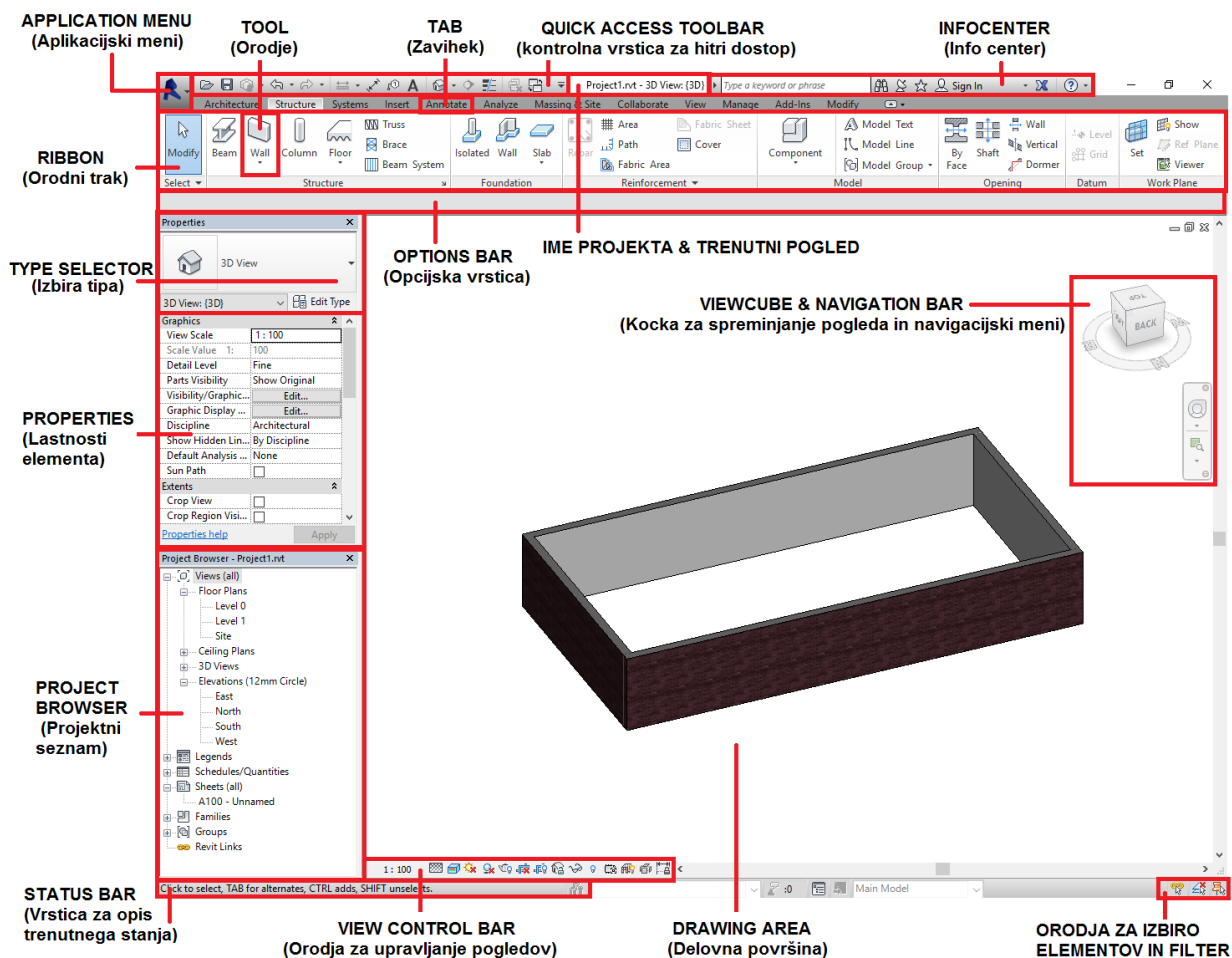 APPLICATION MENU
(Aplikacijski meni)
TOOL
(Orodje)
TAB
(Zavihek)
QUICK ACCESS TOOLBAR
(kontrolna vrstica za hitri dostop)
INFOCENTER
(Info center)
Project1.rvt - 3D View: {3D}
Type a keyword or phrase
Sign In
Architecture Structure Systems Insert Annotate Analyze Massing & Site Collaborate View Manage Add-Ins Modify
RIBBON
(Orodni trak)
Modify
Beam
Wall
Column
Floor
Truss
Brace
Beam System
Isolated
Wall
Slab
Rebar
Area
Path
Fabric Area
Fabric Sheet
Cover
Component
Model Text
Model Line
Model Group
By
Face
Shaft
Wall
Vertical
Dormer
Level
Grid
Set
Show
Ref Plane
Viewer
Select Structure Foundation Reinforcement Model Opening Datum Work Plane
OPTIONS BAR
(Opcijska vrstica)
IME PROJEKTA & TRENUTNI POGLED
TYPE SELECTOR
(Izbira tipa)
Properties
3D View
3D View: {3D}
Edit Type
Graphics
View Scale 1 : 100
Scale Value 1: 100
Detail Level Fine
Parts Visibility Show Original
Visibility/Graphic... Edit...
Graphic Display ... Edit...
Discipline Architectural
Show Hidden Lin... By Discipline
Default Analysis ... None
Sun Path
Extents
Crop View
Crop Region Visi...
Properties help
Apply
PROPERTIES
(Lastnosti
elementa)
VIEWCUBE & NAVIGATION BAR
(Kocka za spreminjanje pogleda in navigacijski meni)
TOP
BACK
Project Browser - Project1.rvt
Views (all)
Floor Plans
Level 0
Level 1
Site
Ceiling Plans
3D Views
Elevations (12mm Circle)
East
North
South
West
Legends
Schedules/Quantities
Sheets (all)
A100 - Unnamed
Families
Groups
Revit Links
PROJECT
BROWSER
(Projektni
seznam)
1 : 100
Click to select, TAB for alternates, CTRL adds, SHIFT unselects.
:0
Main Model
STATUS BAR
(Vrstica za opis
trenutnega stanja)
VIEW CONTROL BAR
(Orodja za upravljanje pogledov)
DRAWING AREA
(Delovna površina)
ORODJA ZA IZBIRO
ELEMENTOV IN FILTER